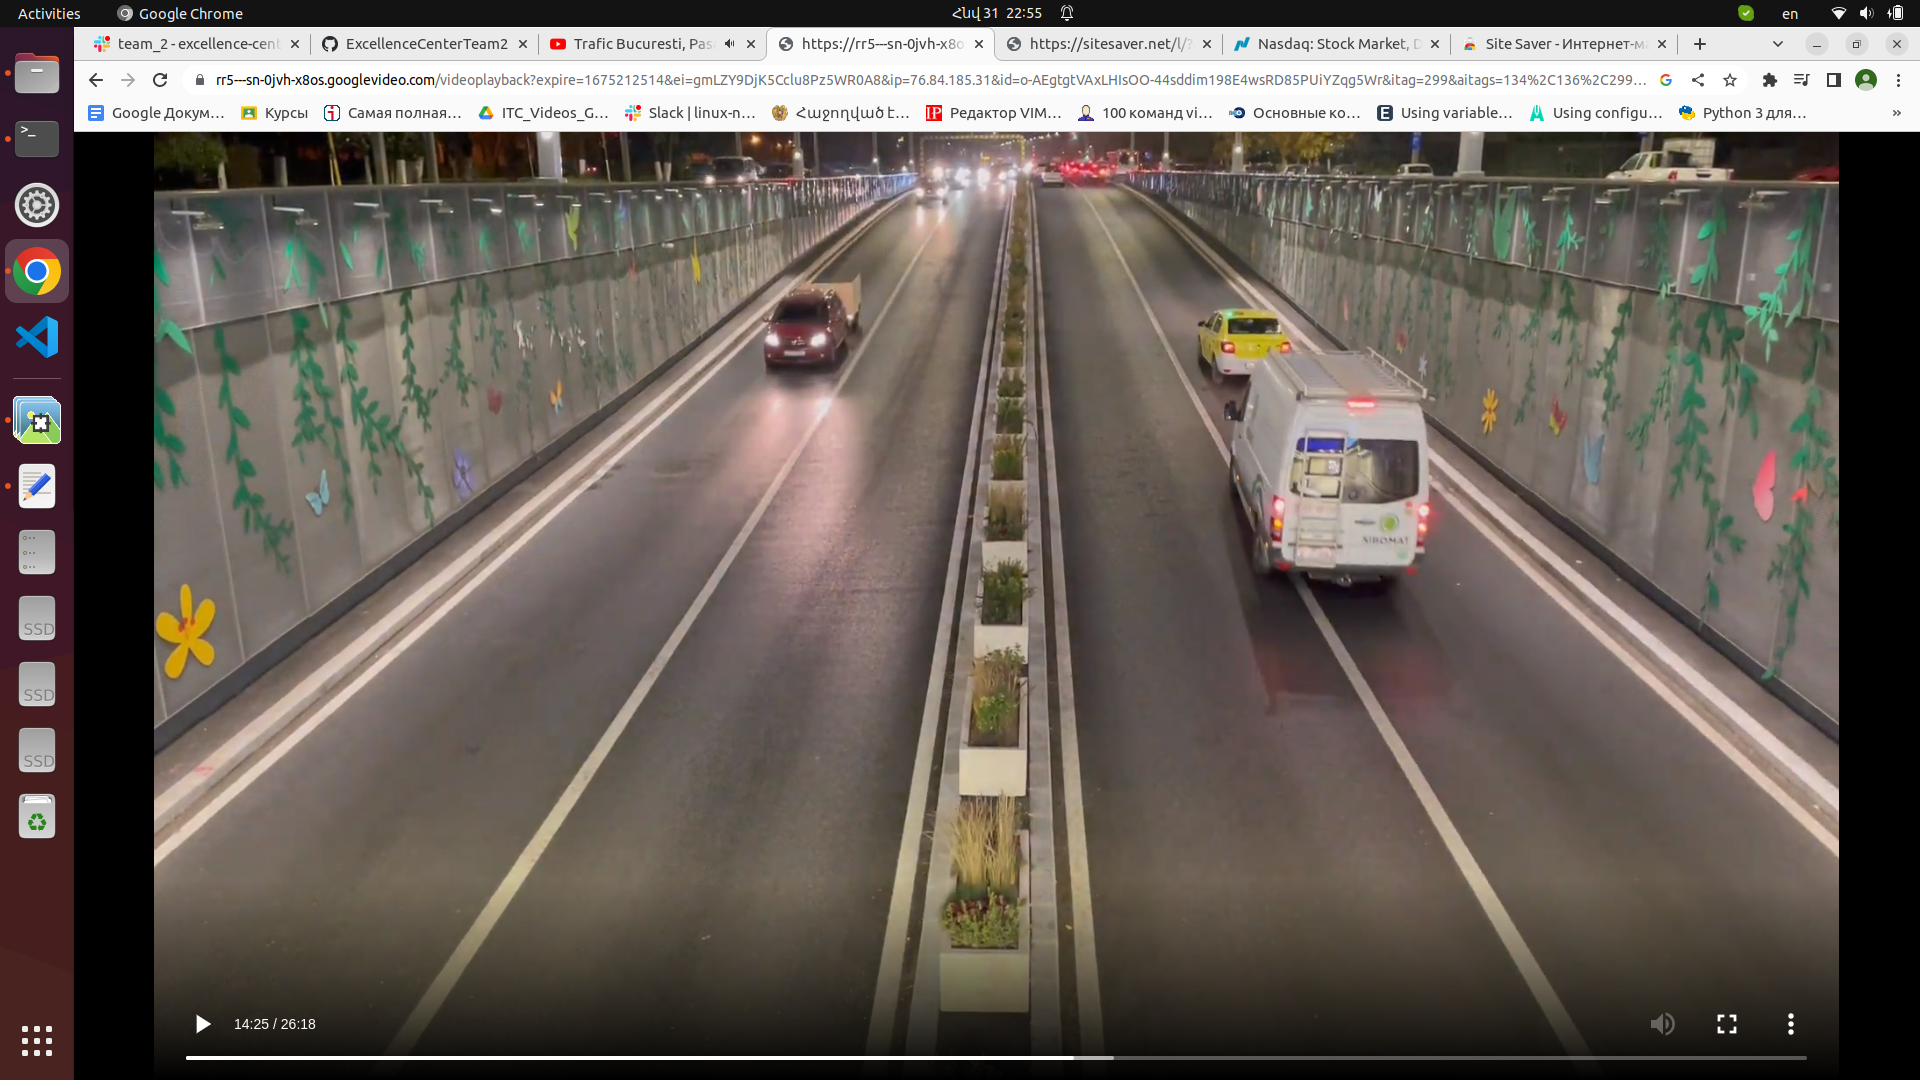 Activities
Google Chrome
Հնվ 31 22:55
en
team_2 - excellence-cent
ExcellenceCenterTeam2
Trafic Bucuresti, Pasa
https://rr5---sn-0jvh-x8o
https://sitesaver.net/l/?
Nasdaq: Stock Market, D
Site Saver - Интернет-ма
rr5---sn-0jvh-x8os.googlevideo.com/videoplayback?expire=1675212514&ei=gmLZY9DjK5Cclu8Pz5WR0A8&ip=76.84.185.31&id=o-AEgtgtVAxLHIsOO-44sddim198E4wsRD85PUiYZqg5Wr&itag=299&aitags=134%2C136%2C299...
Google Докум...
Курсы
Самая полная...
ITC_Videos_G...
Slack | linux-n...
Հաջողված է...
Редактор VIM...
100 команд vi...
Основные ко...
Using variable...
Using configu...
Python 3 для...
»
SSD
SSD
SSD
14:25 / 26:18